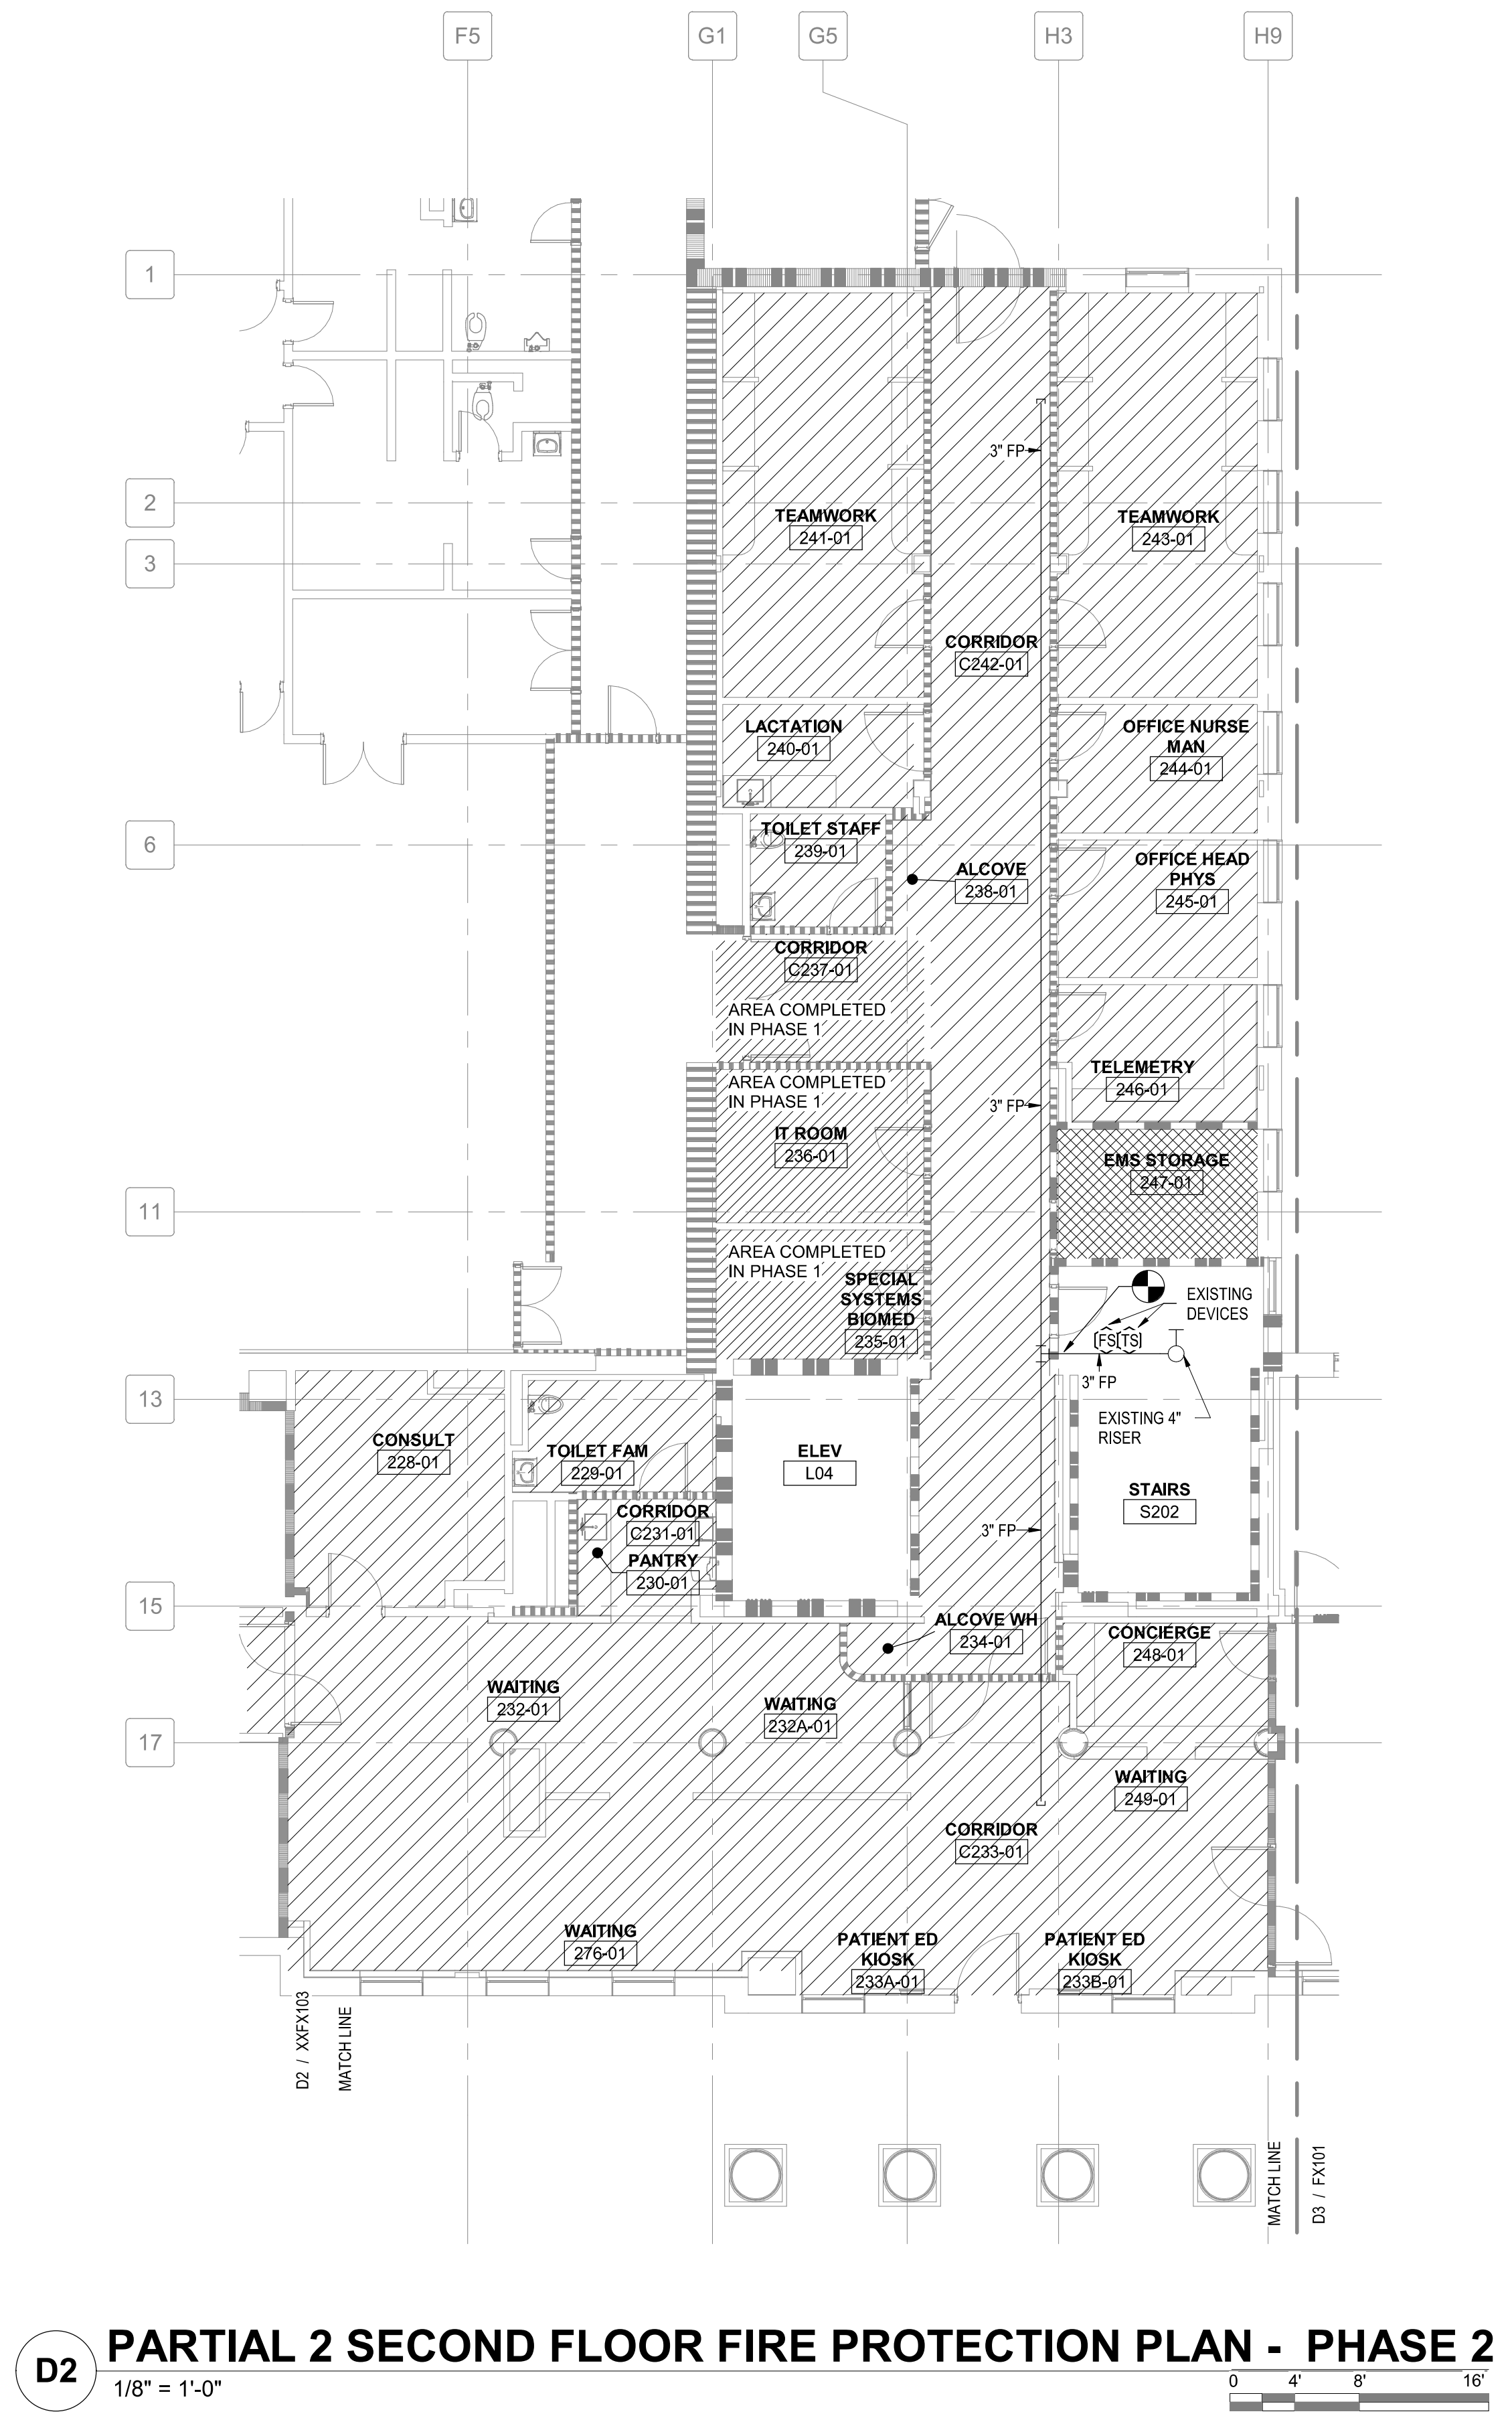 F5
G1
G5
H3
H9
1
2
3
6
11
13
15
17
3" FP
TEAMWORK
241-01
TEAMWORK
243-01
CORRIDOR
C242-01
LACTATION
240-01
OFFICE NURSE
MAN
244-01
TOILET STAFF
239-01
ALCOVE
238-01
OFFICE HEAD
PHYS
245-01
CORRIDOR
C237-01
AREA COMPLETED
IN PHASE 1
AREA COMPLETED
IN PHASE 1
3" FP
TELEMETRY
246-01
IT ROOM
236-01
EMS STORAGE
247-01
AREA COMPLETED
IN PHASE 1
SPECIAL
SYSTEMS
BIOMED
235-01
EXISTING
DEVICES
FS
TS
3" FP
EXISTING 4"
RISER
CONSULT
228-01
TOILET FAM
229-01
ELEV
L04
STAIRS
S202
CORRIDOR
C231-01
3" FP
PANTRY
230-01
ALCOVE WH
234-01
CONCIERGE
248-01
WAITING
232-01
WAITING
232A-01
WAITING
249-01
CORRIDOR
C233-01
WAITING
276-01
PATIENT ED
KIOSK
233A-01
PATIENT ED
KIOSK
233B-01
D2 / XXFX103
MATCH LINE
MATCH LINE
D3 / FX101
D2
PARTIAL 2 SECOND FLOOR FIRE PROTECTION PLAN - PHASE 2
1/8" = 1'-0"
0 4' 8' 16'